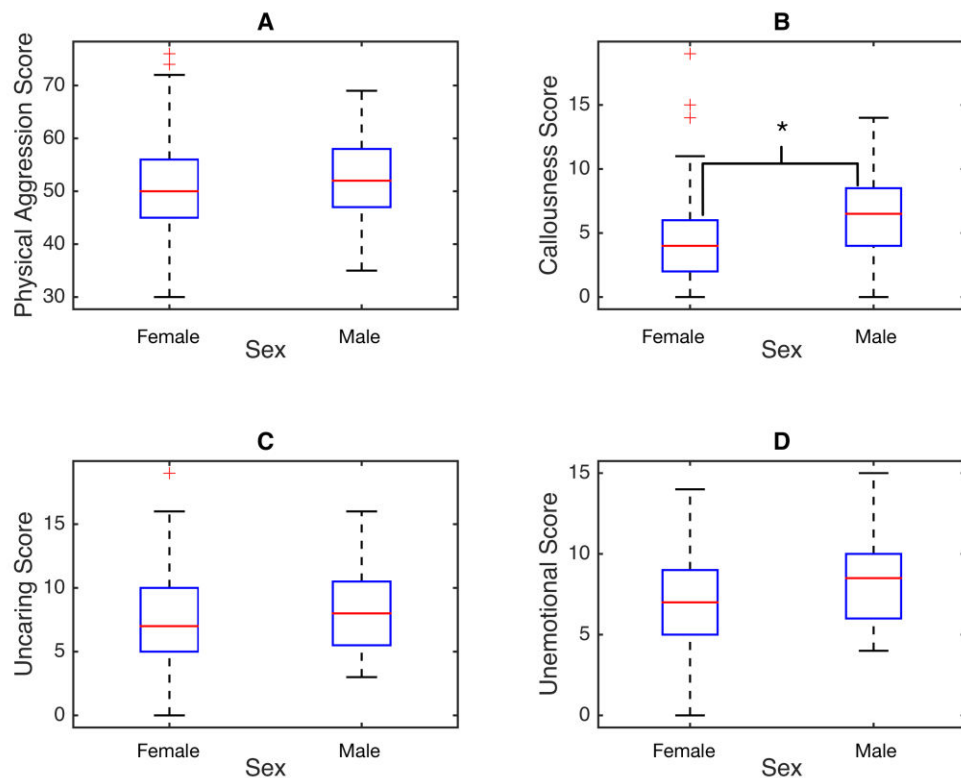 A
Physical Aggression Score
70
60
50
40
30
Female
Male
Sex
B
Callousness Score
15
10
5
0
*
Female
Male
Sex
C
Uncaring Score
15
10
5
0
Female
Male
Sex
D
Unemotional Score
15
10
5
0
Female
Male
Sex